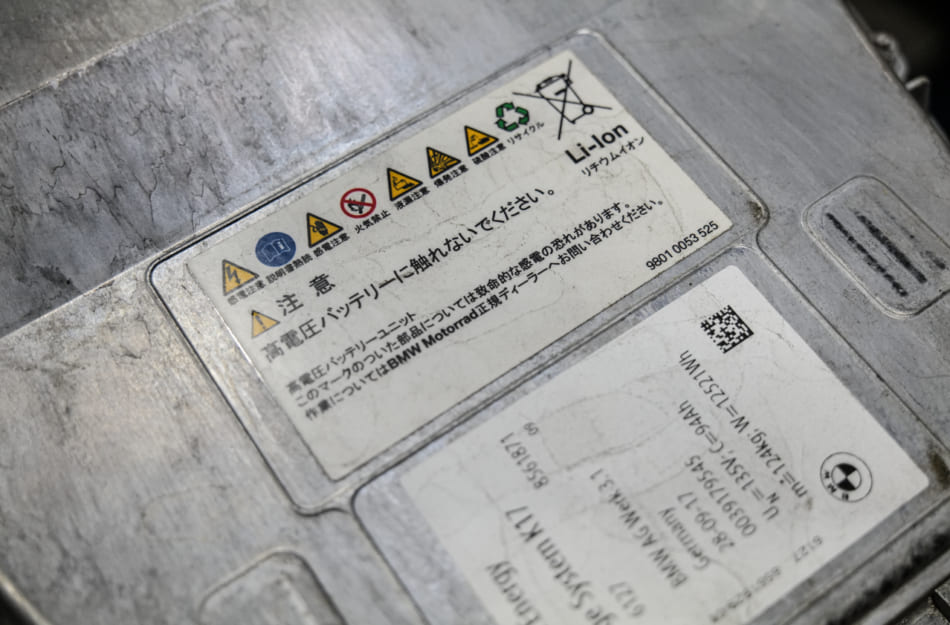 感電注意 説明書熟読 感電注意 火気禁止 液漏注意 爆発注意 硫酸注意 リサイクル
Li-Ion
リチウムイオン
注 意
高電圧バッテリーに触れないでください。
高電圧バッテリーユニット
このマークのついた部品については致命的な感電の恐れがあります。
作業についてはBMW Motorrad正規ディーラーへお問い合わせください。
9801 0053 525
Energy
ge System K17
6127
8561871
09
BMW AG Werk 3.1
Germany
28-09-17
0039179545
UN=135V, C=94Ah
m=124kg, W=12521Wh
BMW
6127